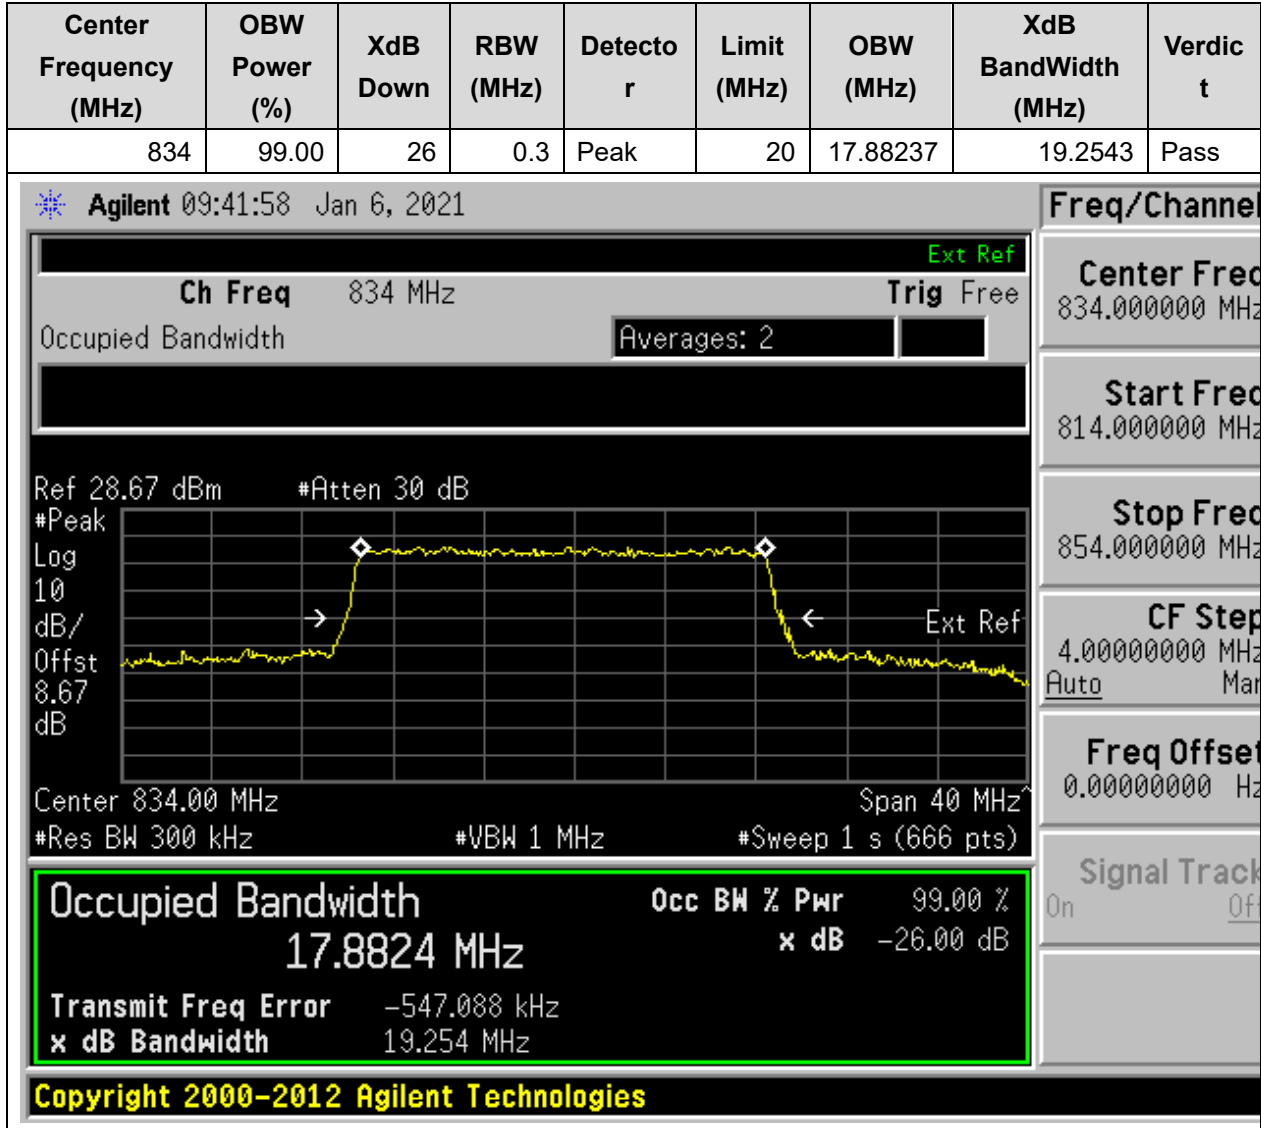 Center Frequency (MHz) OBW Power (%) XdB Down RBW (MHz) Detecto r Limit (MHz) OBW (MHz) XdB BandWidth (MHz) Verdic t
834 99.00 26 0.3 Peak 20 17.88237 19.2543 Pass
Agilent 09:41:58 Jan 6, 2021
Freq/Channel
Ext Ref
Ch Freq 834 MHz Trig Free
Occupied Bandwidth Averages: 2
Center Freq
834.000000 MHz
Start Freq
814.000000 MHz
Stop Freq
854.000000 MHz
CF Step
4.00000000 MHz
Auto Man
Freq Offset
0.00000000 Hz
Signal Track
On Off
Ref 28.67 dBm #Atten 30 dB
#Peak
Log
10
dB/
Offst
8.67
dB
Ext Ref
Center 834.00 MHz Span 40 MHz^
#Res BW 300 kHz #VBW 1 MHz #Sweep 1 s (666 pts)
Occupied Bandwidth
17.8824 MHz
Occ BW % Pwr 99.00 %
x dB -26.00 dB
Transmit Freq Error -547.088 kHz
x dB Bandwidth 19.254 MHz
Copyright 2000-2012 Agilent Technologies